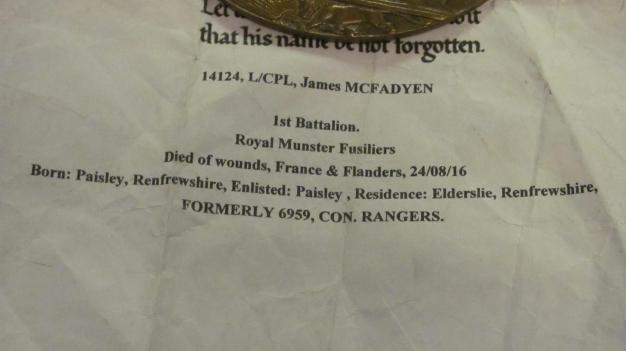 Let
that his name be not forgotten.
14124, L/CPL, James MCFADYEN
1st Battalion.
Royal Munster Fusiliers
Died of wounds, France & Flanders, 24/08/16
Born: Paisley, Renfrewshire, Enlisted: Paisley , Residence: Elderslie, Renfrewshire,
FORMERLY 6959, CON. RANGERS.